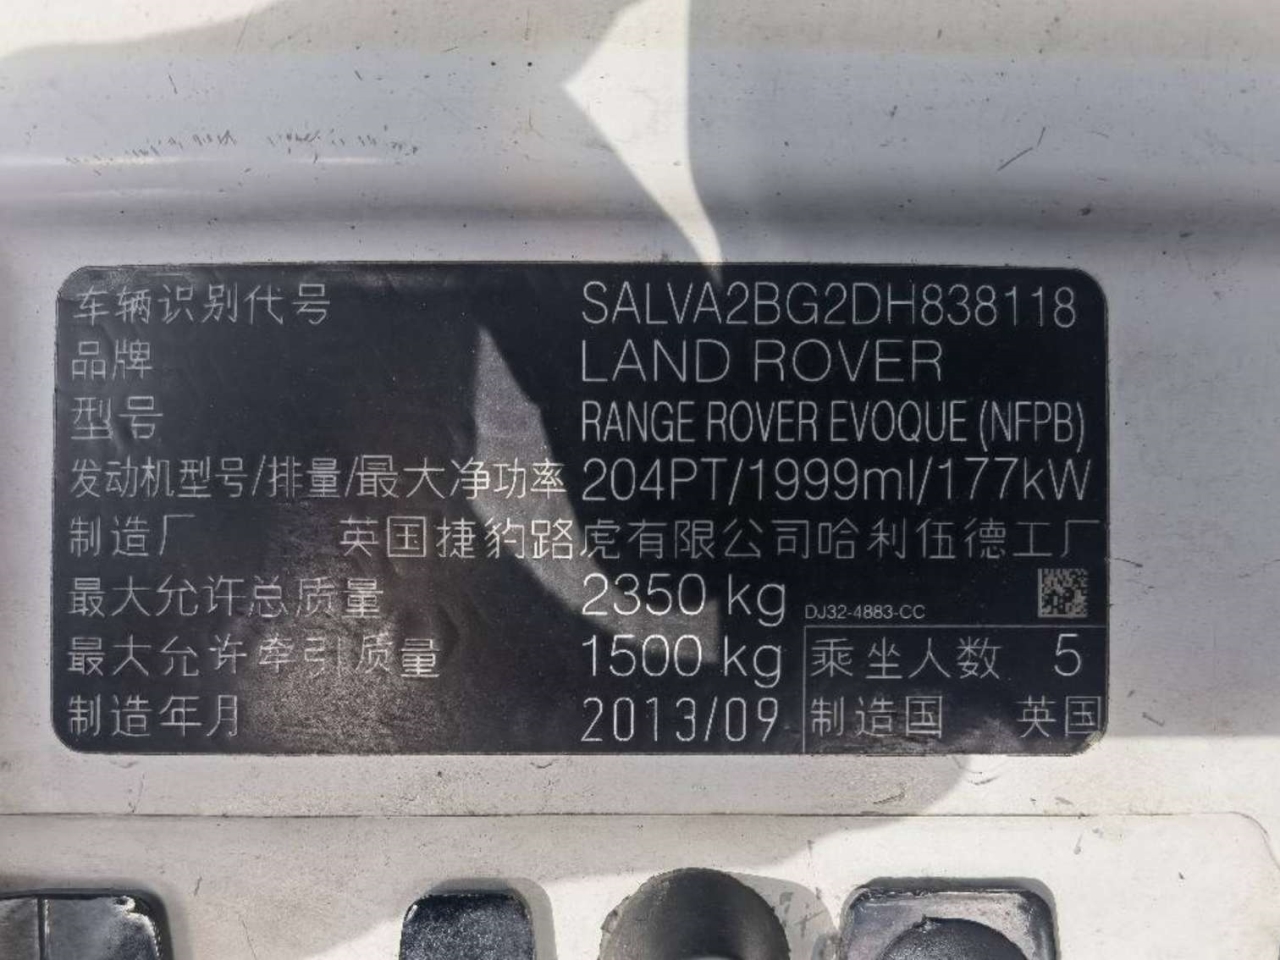 车辆识别代号 SALVA2BG2DH838118
品牌 LAND ROVER
型号 RANGE ROVER EVOQUE (NFPB)
发动机型号/排量/最大净功率 204PT/1999ml/177kW
制造厂 英国捷豹路虎有限公司哈利伍德工厂
最大允许总质量 2350 kg DJ32-4883-CC
最大允许牵引质量 1500 kg 乘坐人数 5
制造年月 2013/09 制造国 英国